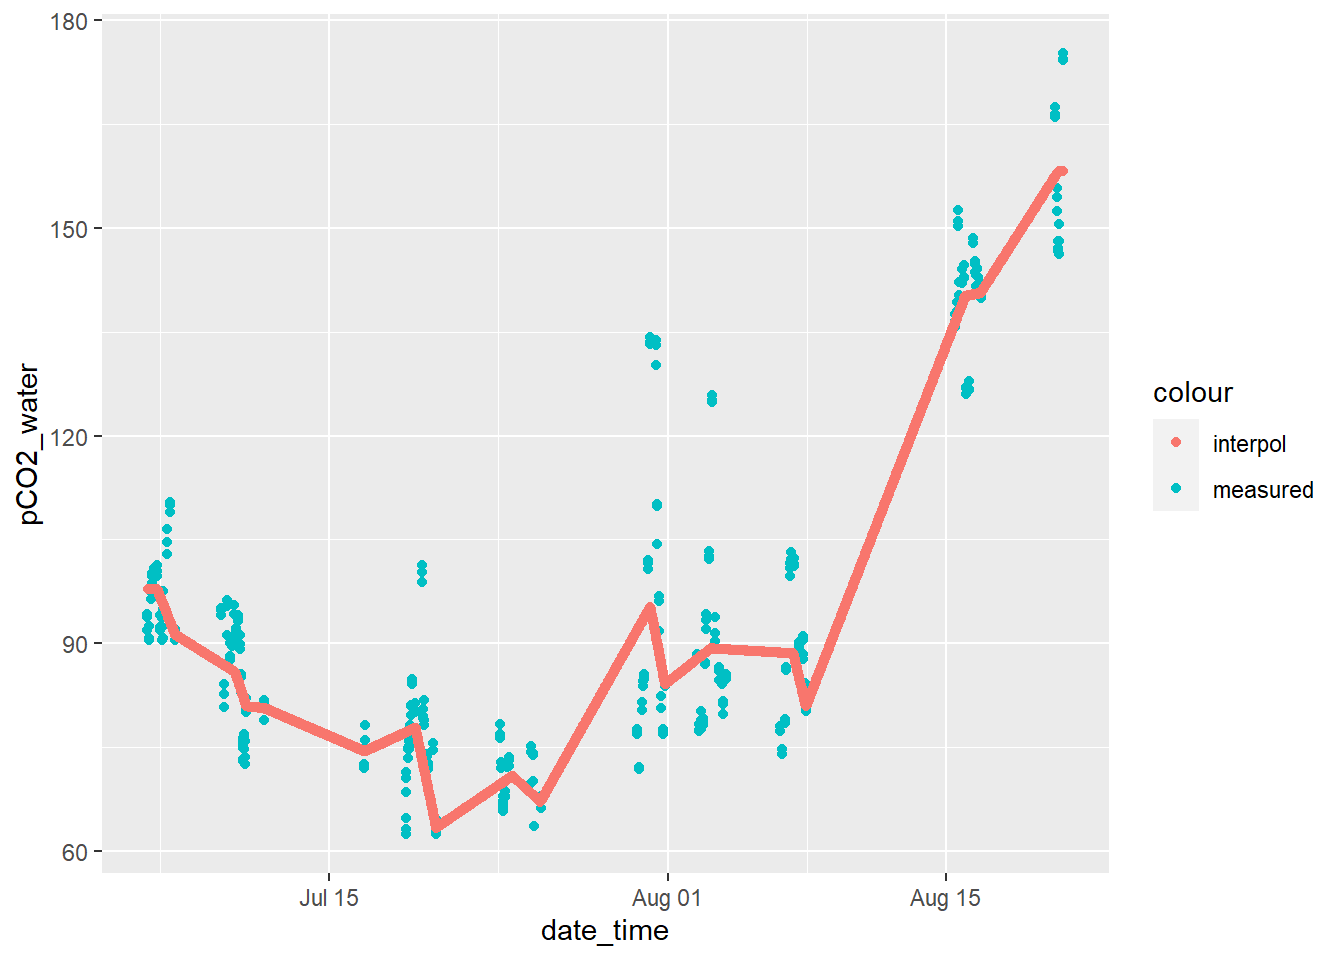 180
150
120
90
60
pCO2_water
Jul 15
Aug 01
Aug 15
date_time
colour
interpol
measured